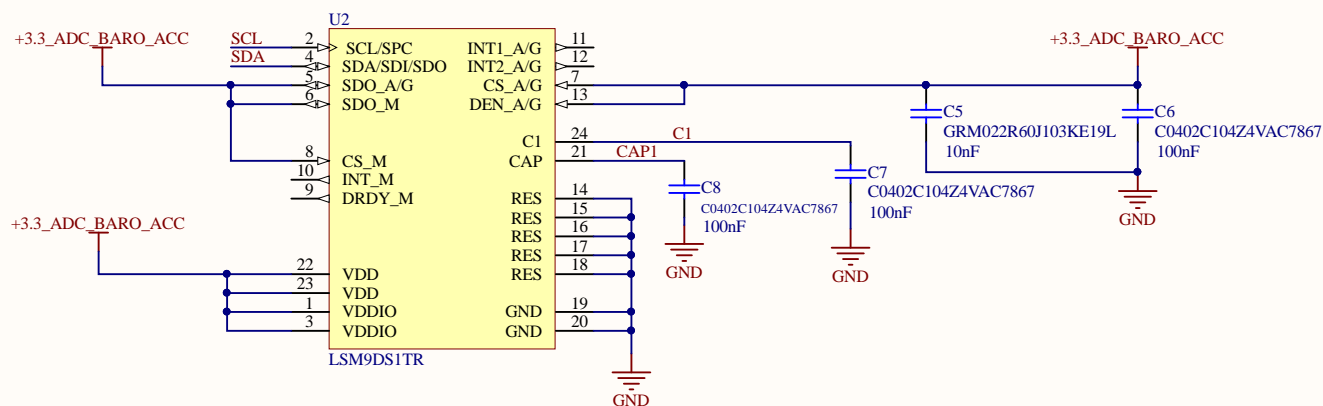 U2
+3.3_ADC_BARO_ACC
+3.3_ADC_BARO_ACC
SCL 2 SCL/SPC INT1_A/G 11
SDA 4 SDA/SDI/SDO INT2_A/G 12
5 SDO_A/G CS_A/G 7
6 SDO_M DEN_A/G 13
C5
GRM022R60J103KE19L
10nF
C6
C0402C104Z4VAC7867
100nF
C1 24 C1
8 CS_M CAP 21 CAP1
10 INT_M
9 DRDY_M
C7
C0402C104Z4VAC7867
100nF
C8
C0402C104Z4VAC7867
100nF
GND
GND
GND
RES 14
RES 15
RES 16
RES 17
RES 18
+3.3_ADC_BARO_ACC
22 VDD
23 VDD
1 VDDIO GND 19
3 VDDIO GND 20
LSM9DS1TR
GND